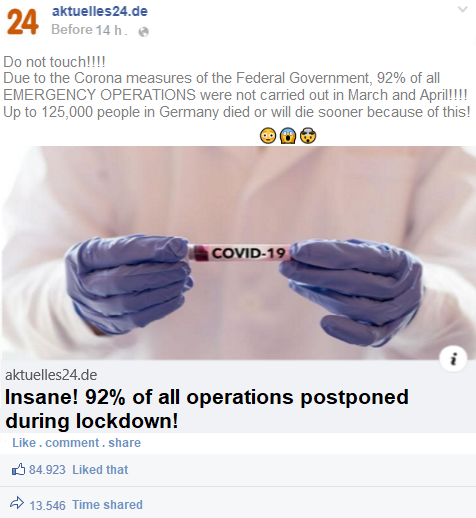 24
aktuelles24.de
Before 14 h .
Do not touch!!!!
Due to the Corona measures of the Federal Government, 92% of all
EMERGENCY OPERATIONS were not carried out in March and April!!!!
Up to 125,000 people in Germany died or will die sooner because of this!
COVID-19
i
aktuelles24.de
Insane! 92% of all operations postponed
during lockdown!
Like . comment . share
84.923 Liked that
13.546 Time shared